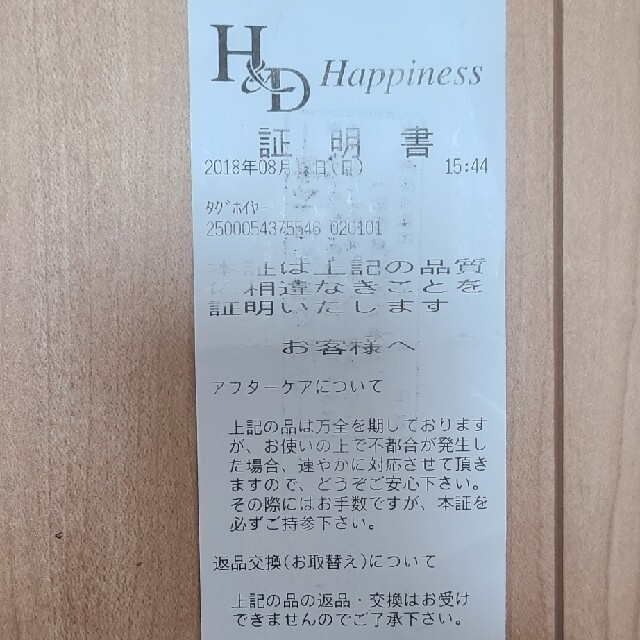 H&D Happiness
証明書
2018年08月 日(日) 15:44
ﾀｸﾞﾎｲﾔｰ
2500054375546 020101
本証は上記の品質
に相違なきことを
証明いたします
お客様へ
アフターケアについて
上記の品は万全を期しております
が、お使いの上で不都合が発生し
た場合、速やかに対応させて頂き
ますので、どうぞご安心下さい。
その際にはお手数ですが、本証を
必ずご持参下さい。
返品交換(お取替え)について
上記の品の返品・交換はお受け
できませんのでご了承下さい。